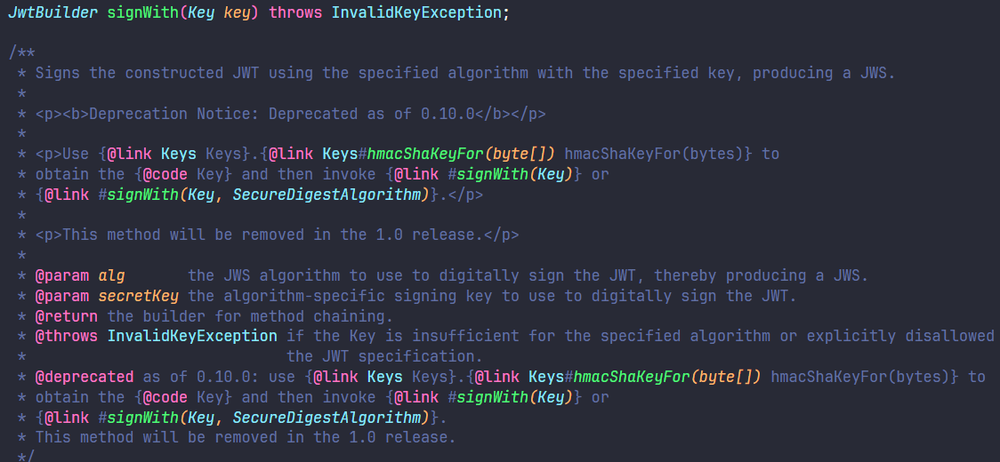 JwtBuilder signWith(Key key) throws InvalidKeyException;
/**
* Signs the constructed JWT using the specified algorithm with the specified key, producing a JWS.
*
* <p><b>Deprecation Notice: Deprecated as of 0.10.0</b></p>
*
* <p>Use {@link Keys Keys}.{@link Keys#hmacShaKeyFor(byte[]) hmacShaKeyFor(bytes)} to
* obtain the {@code Key} and then invoke {@link #signWith(Key)} or
* {@link #signWith(Key, SecureDigestAlgorithm)}.</p>
*
* <p>This method will be removed in the 1.0 release.</p>
*
* @param alg       the JWS algorithm to use to digitally sign the JWT, thereby producing a JWS.
* @param secretKey the algorithm-specific signing key to use to digitally sign the JWT.
* @return the builder for method chaining.
* @throws InvalidKeyException if the Key is insufficient for the specified algorithm or explicitly disallowed
*                             the JWT specification.
* @deprecated as of 0.10.0: use {@link Keys Keys}.{@link Keys#hmacShaKeyFor(byte[]) hmacShaKeyFor(bytes)} to
* obtain the {@code Key} and then invoke {@link #signWith(Key)} or
* {@link #signWith(Key, SecureDigestAlgorithm)}.
* This method will be removed in the 1.0 release.
*/